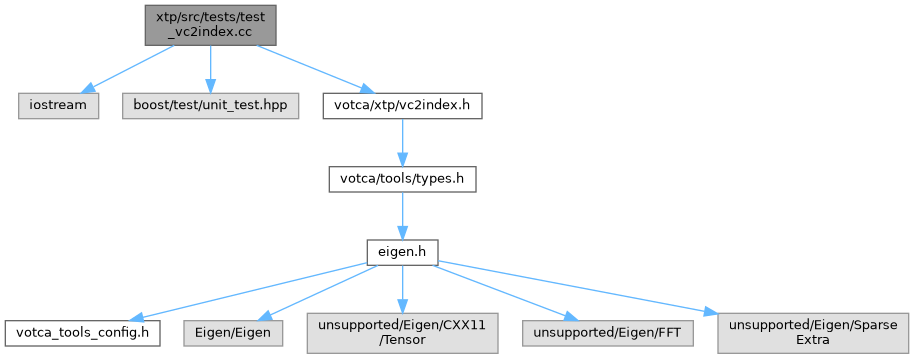 xtp/src/tests/test
_vc2index.cc
iostream
boost/test/unit_test.hpp
votca/xtp/vc2index.h
votca/tools/types.h
eigen.h
votca_tools_config.h
Eigen/Eigen
unsupported/Eigen/CXX11
/Tensor
unsupported/Eigen/FFT
unsupported/Eigen/Sparse
Extra